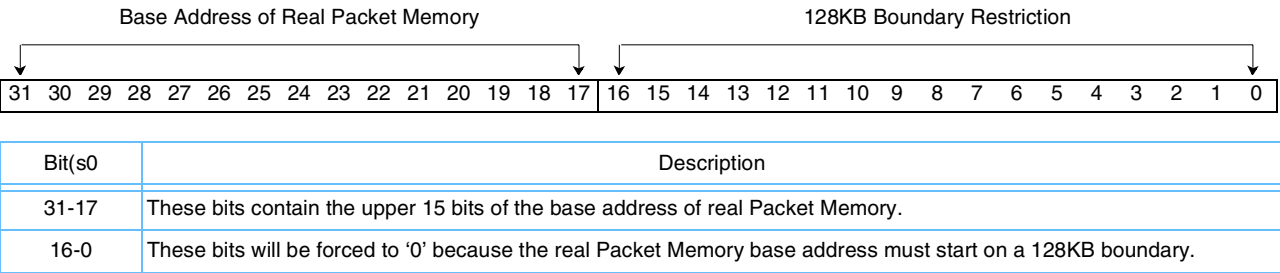 Base Address of Real Packet Memory 128KB Boundary Restriction
31 30 29 28 27 26 25 24 23 22 21 20 19 18 17 16 15 14 13 12 11 10 9 8 7 6 5 4 3 2 1 0
Bit(s0 Description
31-17 These bits contain the upper 15 bits of the base address of real Packet Memory.
16-0 These bits will be forced to ‘0’ because the real Packet Memory base address must start on a 128KB boundary.